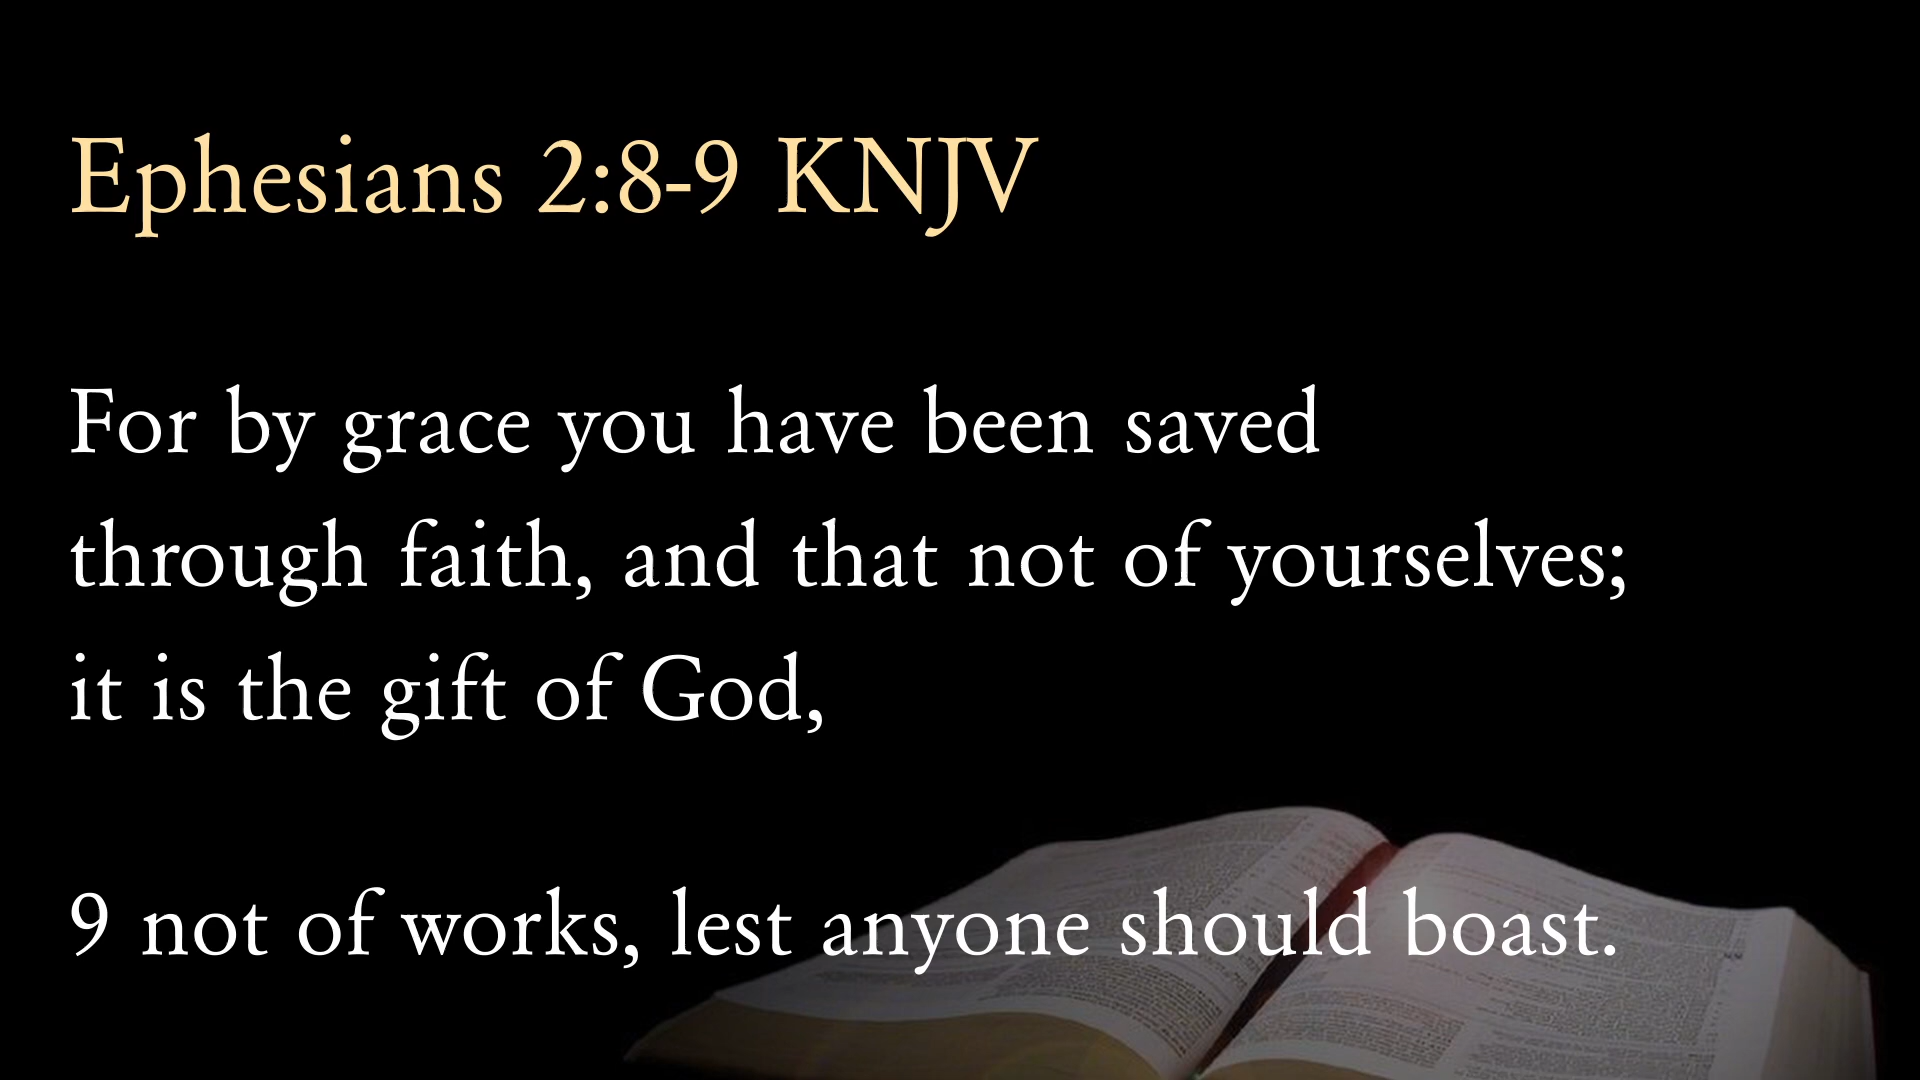 Ephesians 2:8-9 KNJV
For by grace you have been saved
through faith, and that not of yourselves;
it is the gift of God,
9 not of works, lest anyone should boast.